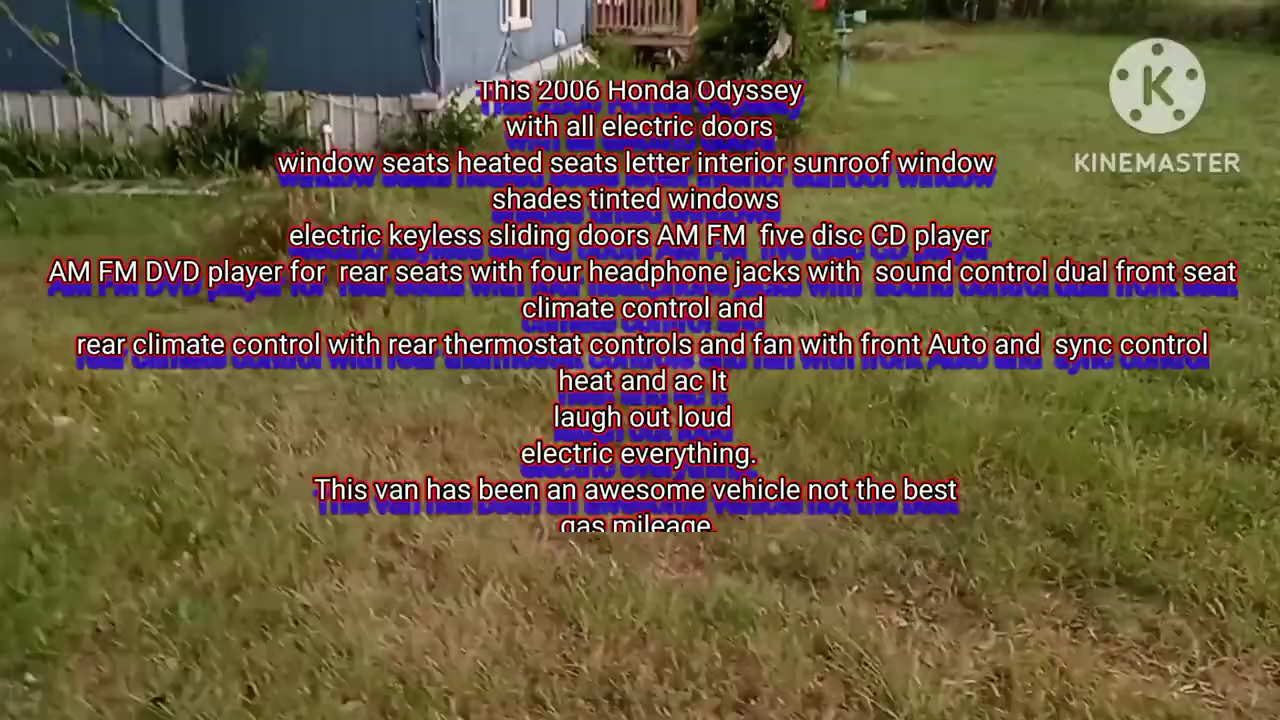 This 2006 Honda Odyssey
with all electric doors
window seats heated seats letter interior sunroof window
shades tinted windows
electric keyless sliding doors AM FM  five disc CD player
AM FM DVD player for  rear seats with four headphone jacks with  sound control dual front seat
climate control and
rear climate control with rear thermostat controls and fan with front Auto and  sync control
heat and ac It
laugh out loud
electric everything.
This van has been an awesome vehicle not the best
gas mileage.
K
KINEMASTER